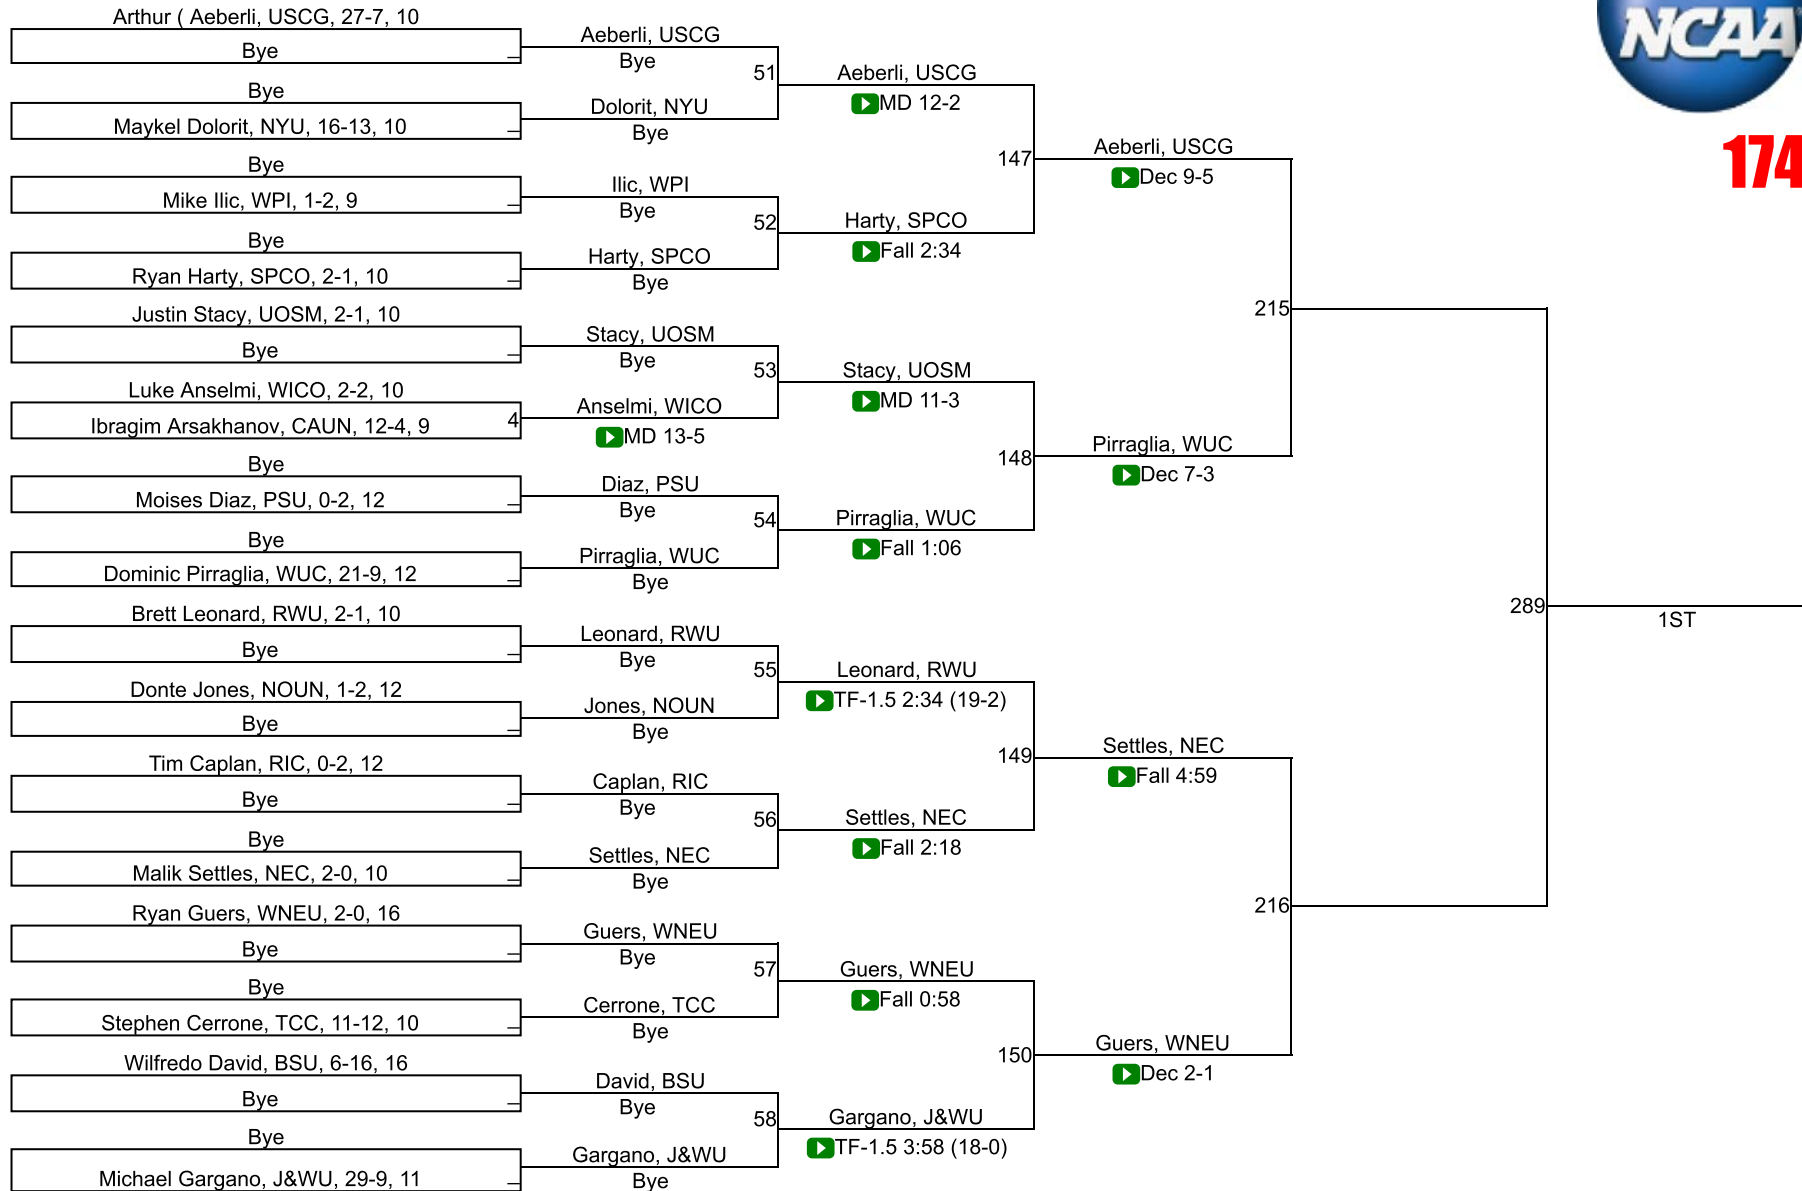 NCAA
174
Arthur ( Aeberli, USCG, 27-7, 10
Bye
Bye
Maykel Dolorit, NYU, 16-13, 10
Bye
Mike Ilic, WPI, 1-2, 9
Bye
Ryan Harty, SPCO, 2-1, 10
Justin Stacy, UOSM, 2-1, 10
Bye
Luke Anselmi, WICO, 2-2, 10
Ibragim Arsakhanov, CAUN, 12-4, 9
4
Bye
Moises Diaz, PSU, 0-2, 12
Bye
Dominic Pirraglia, WUC, 21-9, 12
Brett Leonard, RWU, 2-1, 10
Bye
Donte Jones, NOUN, 1-2, 12
Bye
Tim Caplan, RIC, 0-2, 12
Bye
Bye
Malik Settles, NEC, 2-0, 10
Ryan Guers, WNEU, 2-0, 16
Bye
Bye
Stephen Cerrone, TCC, 11-12, 10
Wilfredo David, BSU, 6-16, 16
Bye
Bye
Michael Gargano, J&WU, 29-9, 11
Aeberli, USCG
Bye
51
Dolorit, NYU
Bye
Ilic, WPI
Bye
52
Harty, SPCO
Bye
Stacy, UOSM
Bye
53
Anselmi, WICO
MD 13-5
Diaz, PSU
Bye
54
Pirraglia, WUC
Bye
Leonard, RWU
Bye
55
Jones, NOUN
Bye
Caplan, RIC
Bye
56
Settles, NEC
Bye
Guers, WNEU
Bye
57
Cerrone, TCC
Bye
David, BSU
Bye
58
Gargano, J&WU
Bye
Aeberli, USCG
MD 12-2
147
Harty, SPCO
Fall 2:34
Stacy, UOSM
MD 11-3
148
Pirraglia, WUC
Fall 1:06
Leonard, RWU
TF-1.5 2:34 (19-2)
149
Settles, NEC
Fall 2:18
Guers, WNEU
Fall 0:58
150
Gargano, J&WU
TF-1.5 3:58 (18-0)
Aeberli, USCG
Dec 9-5
215
Pirraglia, WUC
Dec 7-3
Settles, NEC
Fall 4:59
216
Guers, WNEU
Dec 2-1
289
1ST